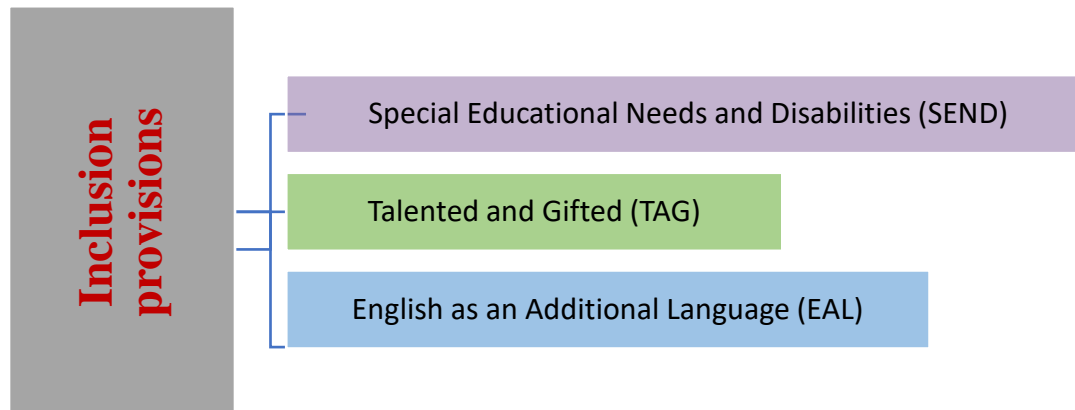 Inclusion
provisions
Special Educational Needs and Disabilities (SEND)
Talented and Gifted (TAG)
English as an Additional Language (EAL)